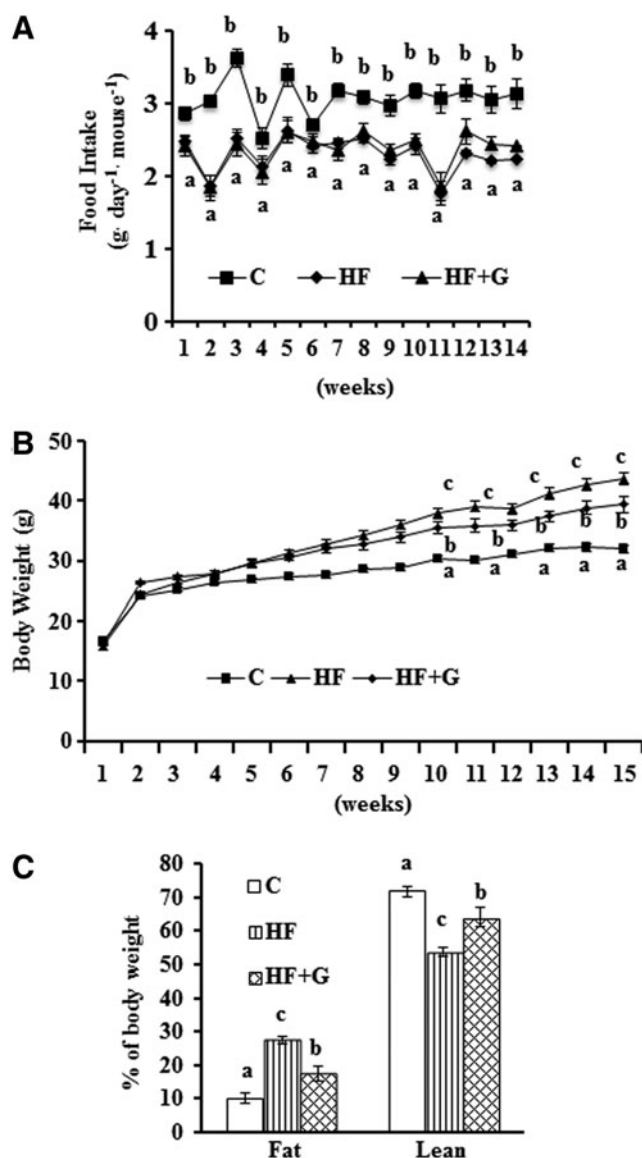 A
Food Intake
(g· day-1· mouse-1)
4
3
2
1
0
b b b b b b b b b b b b b b
a a a a a a a a a a a a a
C HF HF+G
1 2 3 4 5 6 7 8 9 10 11 12 13 14
(weeks)
B
Body Weight (g)
50
40
30
20
10
0
c c c c c c
b b b b b
a a a a a
C HF HF+G
1 2 3 4 5 6 7 8 9 10 11 12 13 14 15
(weeks)
C
% of body weight
80
70
60
50
40
30
20
10
0
C
HF
HF+G
a c b
a c b
Fat Lean